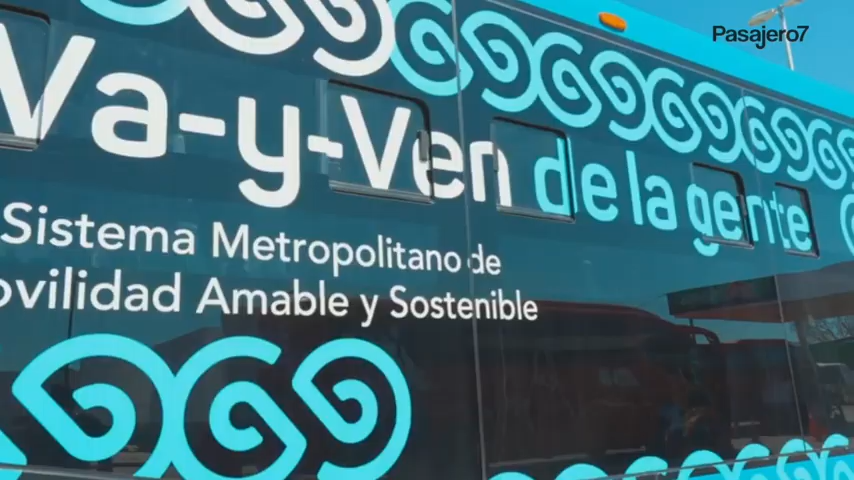 Pasajero7
Va-y-Ven de la gente
Sistema Metropolitano de
ovilidad Amable y Sostenible